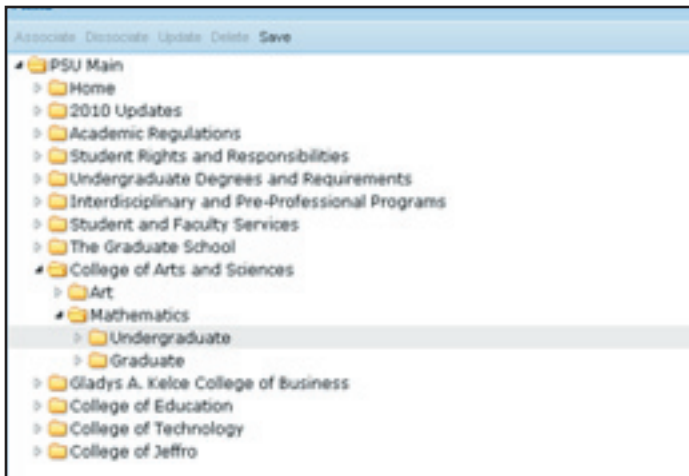 Associate Dissociate Update Delete Save
PSU Main
Home
2010 Updates
Academic Regulations
Student Rights and Responsibilities
Undergraduate Degrees and Requirements
Interdisciplinary and Pre-Professional Programs
Student and Faculty Services
The Graduate School
College of Arts and Sciences
Art
Mathematics
Undergraduate
Graduate
Gladys A. Kelce College of Business
College of Education
College of Technology
College of Jeffro